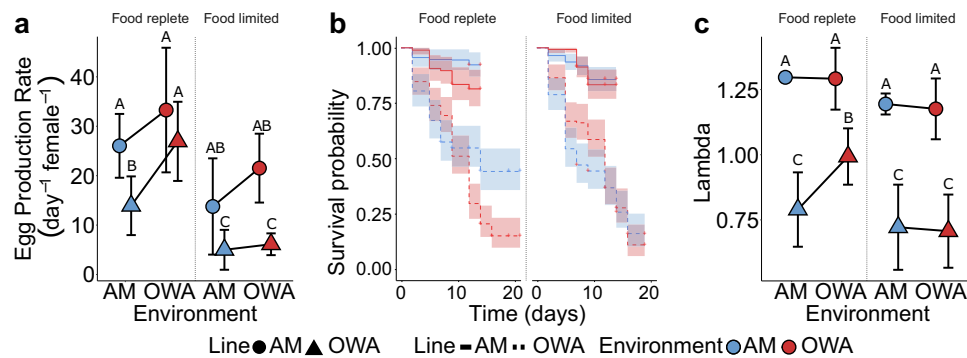 a
Food replete Food limited
Egg Production Rate
(day⁻¹ female⁻¹)
40
30
20
10
0
A
B
A
A
AB
C
AB
C
AM OWA AM OWA
Environment
b
Food replete Food limited
Survival probability
1.00
0.75
0.50
0.25
0.00
0 10 20 0 10 20
Time (days)
c
Food replete Food limited
Lambda
1.25
1.00
0.75
A
C
A
B
A
C
A
C
AM OWA AM OWA
Environment
Line AM OWA Line AM OWA Environment AM OWA